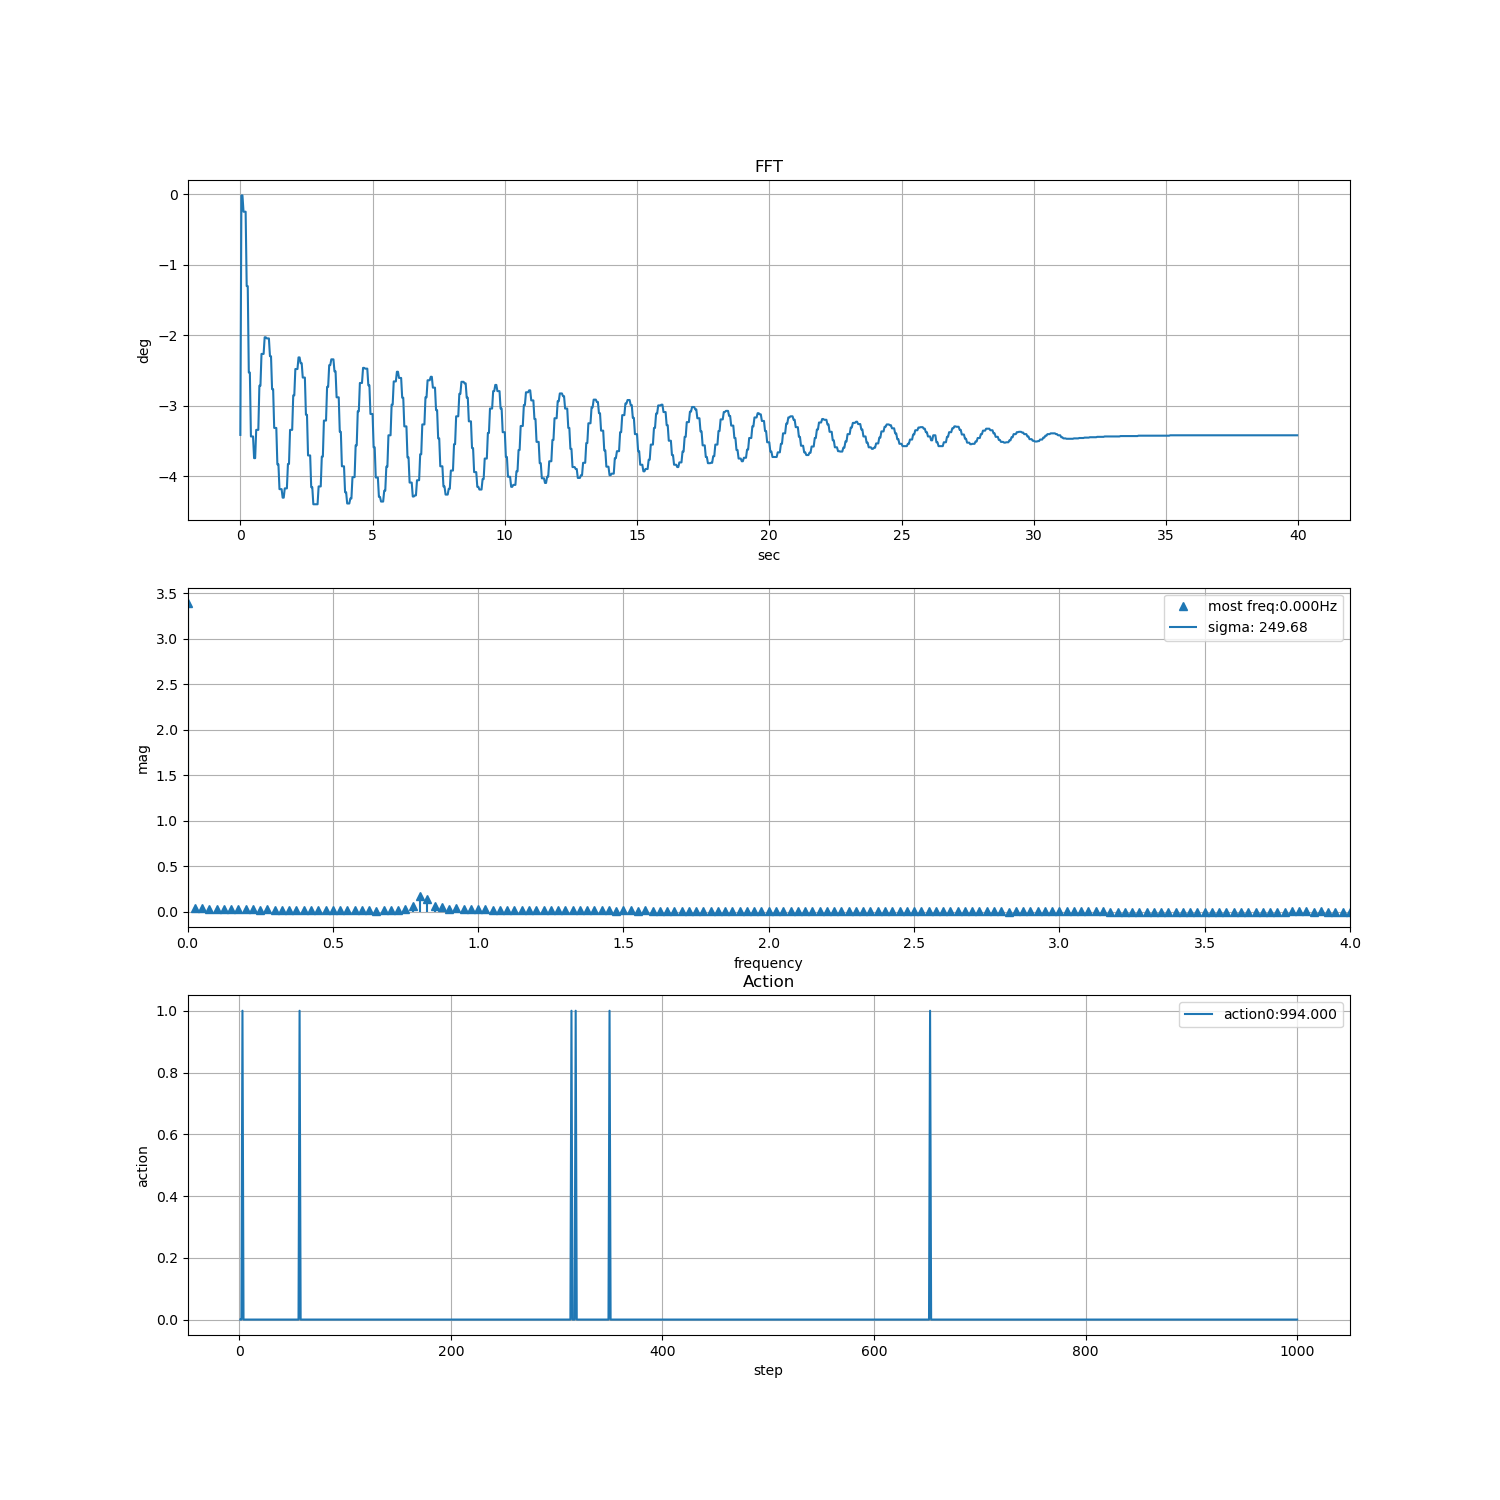 FFT
0
−1
−2
−3
−4
deg
0 5 10 15 20 25 30 35 40
sec
3.5
3.0
2.5
2.0
1.5
1.0
0.5
0.0
mag
most freq:0.000Hz
sigma: 249.68
0.0 0.5 1.0 1.5 2.0 2.5 3.0 3.5 4.0
frequency
Action
1.0
0.8
0.6
0.4
0.2
0.0
action
action0:994.000
0 200 400 600 800 1000
step